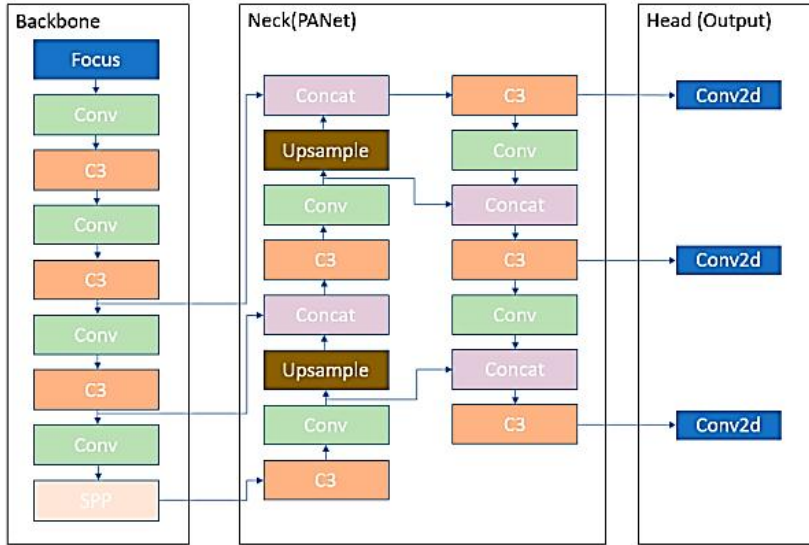 Backbone
Focus
Conv
C3
Conv
C3
Conv
C3
Conv
SPP
Neck(PANet)
Concat
Upsample
Conv
C3
Concat
Upsample
Conv
C3
C3
Conv
Concat
C3
Conv
Concat
C3
Head (Output)
Conv2d
Conv2d
Conv2d